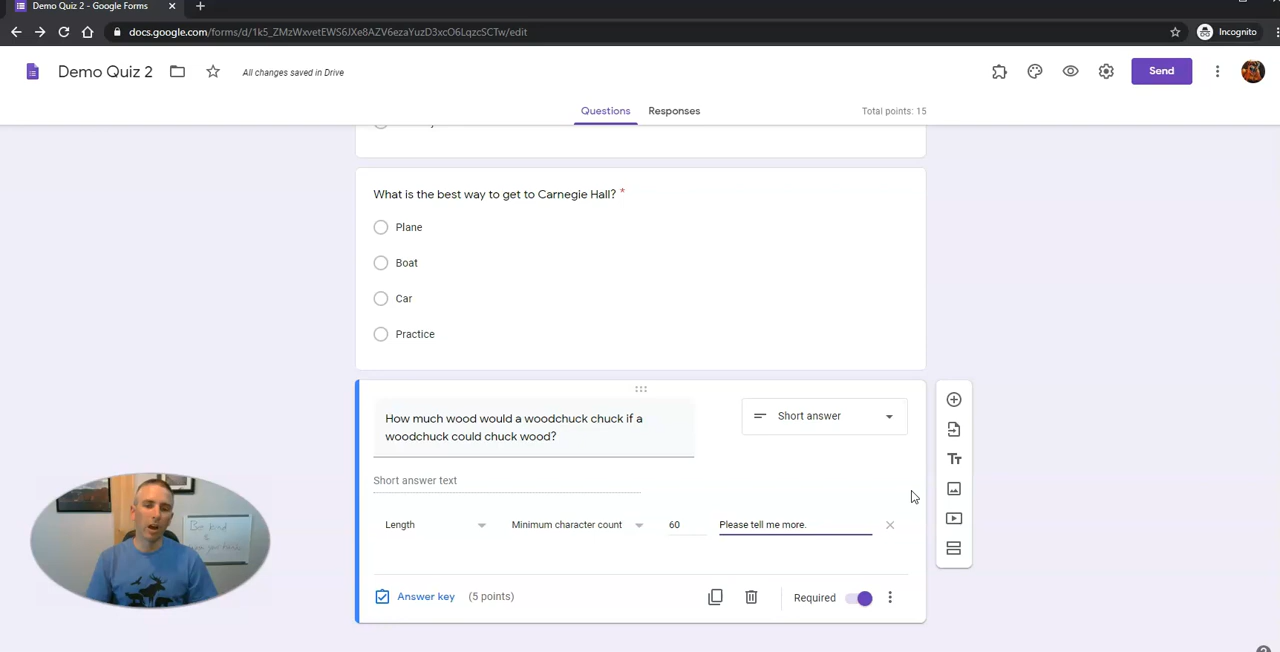 Demo Quiz 2 - Google Forms
docs.google.com/forms/d/1k5_ZMzWxvetEWS6JXe8AZV6ezaYuzD3xcO6LqzcSCTw/edit
Incognito
Demo Quiz 2
All changes saved in Drive
Send
Questions
Responses
Total points: 15
What is the best way to get to Carnegie Hall? *
Plane
Boat
Car
Practice
How much wood would a woodchuck chuck if a
woodchuck could chuck wood?
Short answer
Short answer text
Length
Minimum character count
60
Please tell me more.
Answer key
(5 points)
Required
Be kind